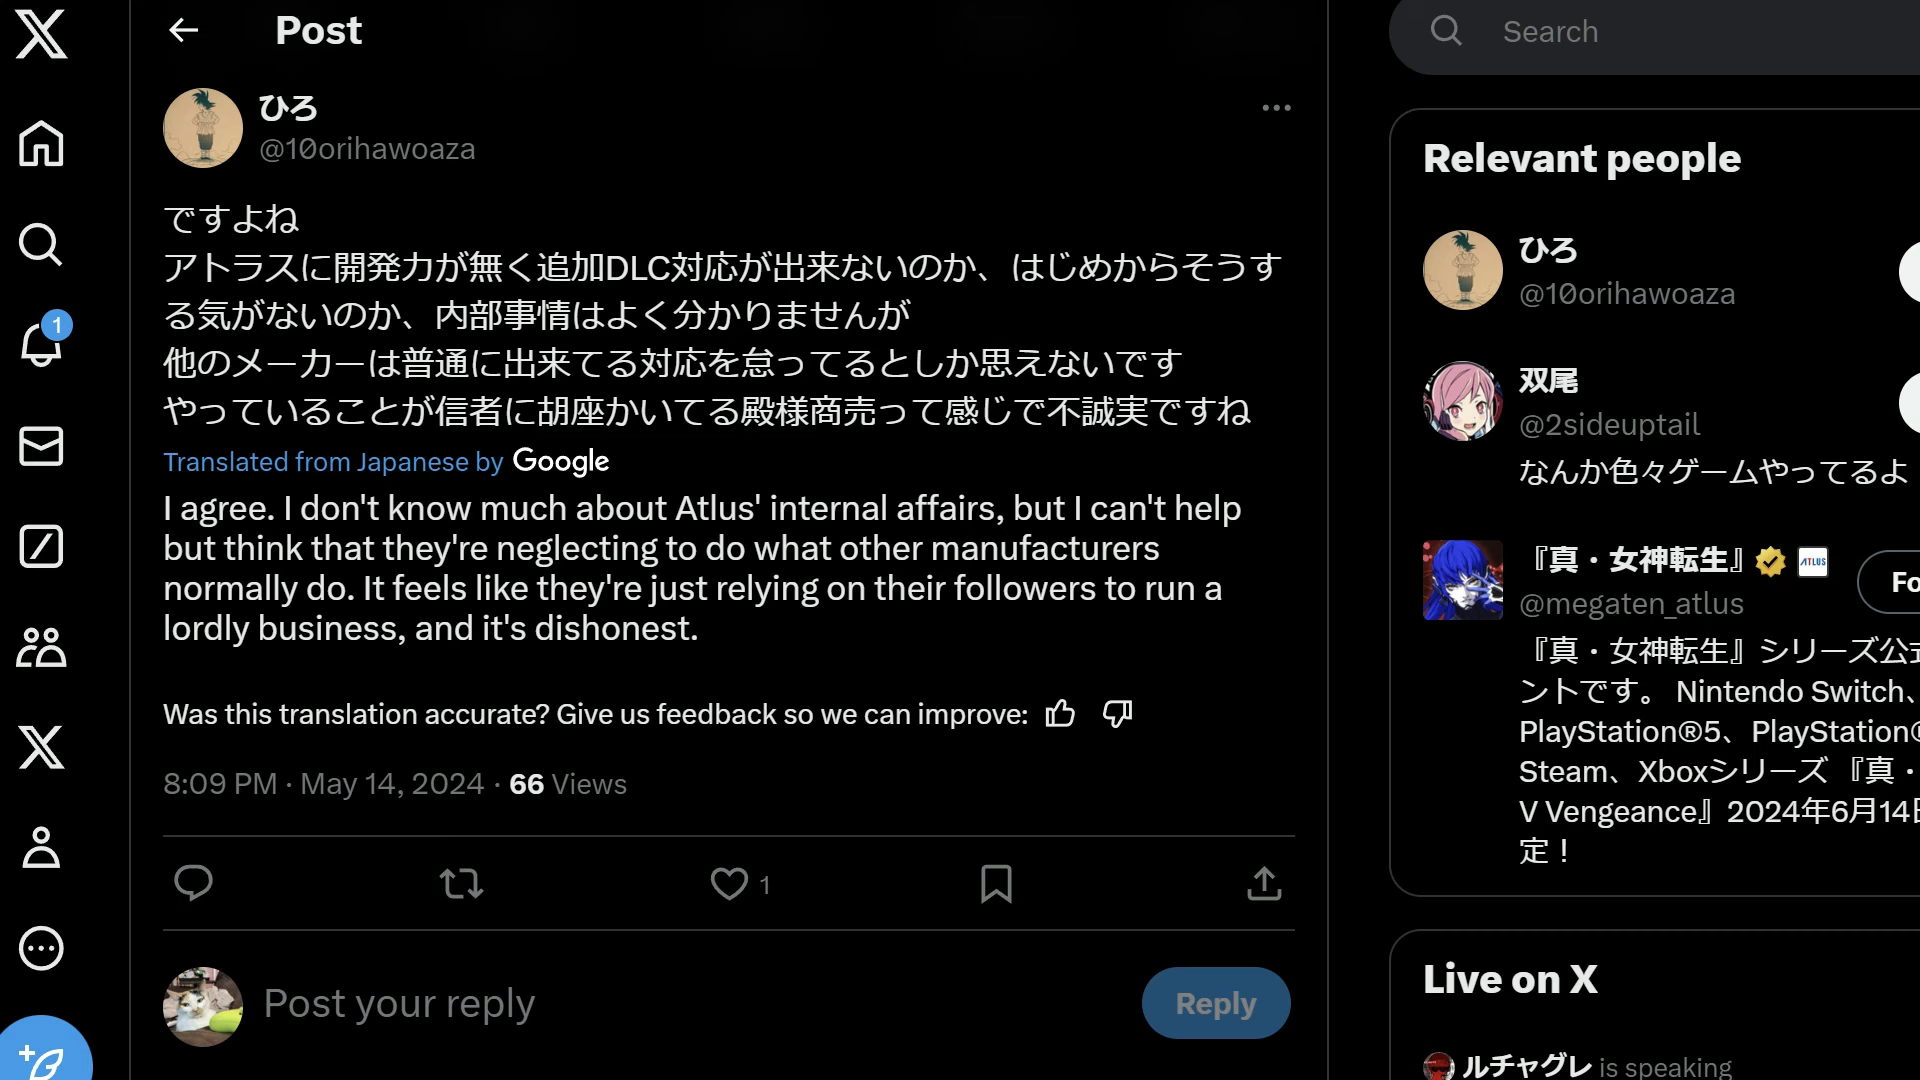 Post
ひろ
@10orihawoaza
ですよね
アトラスに開発力が無く追加DLC対応が出来ないのか、はじめからそうす
る気がないのか、内部事情はよく分かりませんが
他のメーカーは普通に出来てる対応を怠ってるとしか思えないです
やっていることが信者に胡座かいてる殿様商売って感じで不誠実ですね
Translated from Japanese by Google
I agree. I don't know much about Atlus' internal affairs, but I can't help
but think that they're neglecting to do what other manufacturers
normally do. It feels like they're just relying on their followers to run a
lordly business, and it's dishonest.
Was this translation accurate? Give us feedback so we can improve:
8:09 PM · May 14, 2024 · 66 Views
1
Post your reply
Reply
1
Search
Relevant people
ひろ
@10orihawoaza
双尾
@2sideuptail
なんか色々ゲームやってるよ
『真・女神転生』 ATLUS
@megaten_atlus
Fo
『真・女神転生』シリーズ公式
ントです。 Nintendo Switch、
PlayStation®5、PlayStation®
Steam、Xboxシリーズ 『真・
V Vengeance』2024年6月14日
定！
Live on X
ルチャグレ is speaking